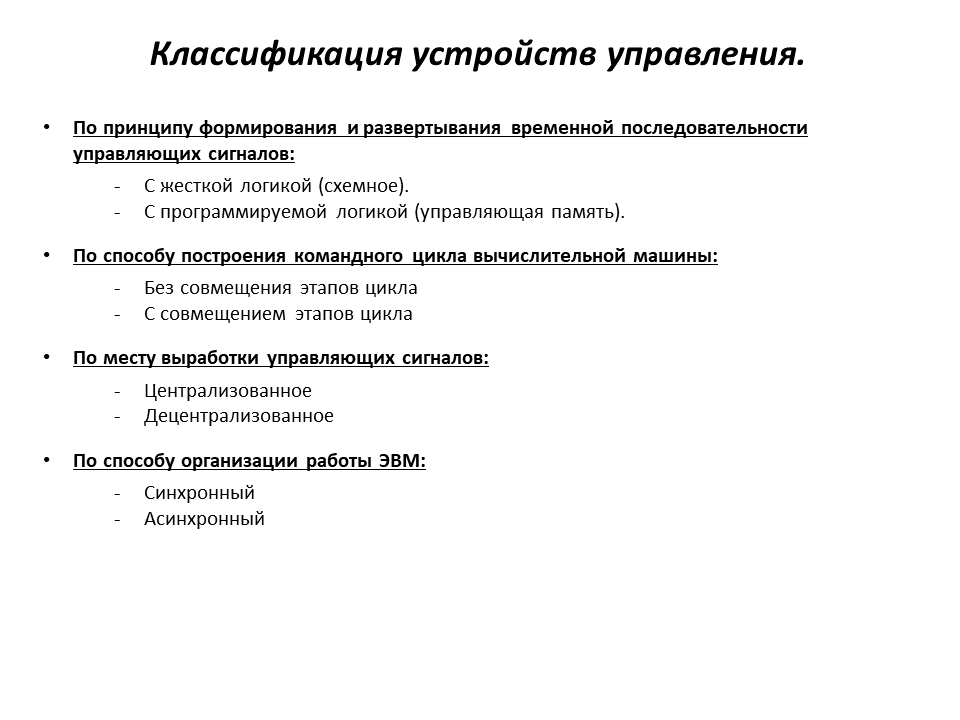 Классификация устройств управления.
• По принципу формирования и развертывания временной последовательности
управляющих сигналов:
- С жесткой логикой (схемное).
- С программируемой логикой (управляющая память).
• По способу построения командного цикла вычислительной машины:
- Без совмещения этапов цикла
- С совмещением этапов цикла
• По месту выработки управляющих сигналов:
- Централизованное
- Децентрализованное
• По способу организации работы ЭВМ:
- Синхронный
- Асинхронный